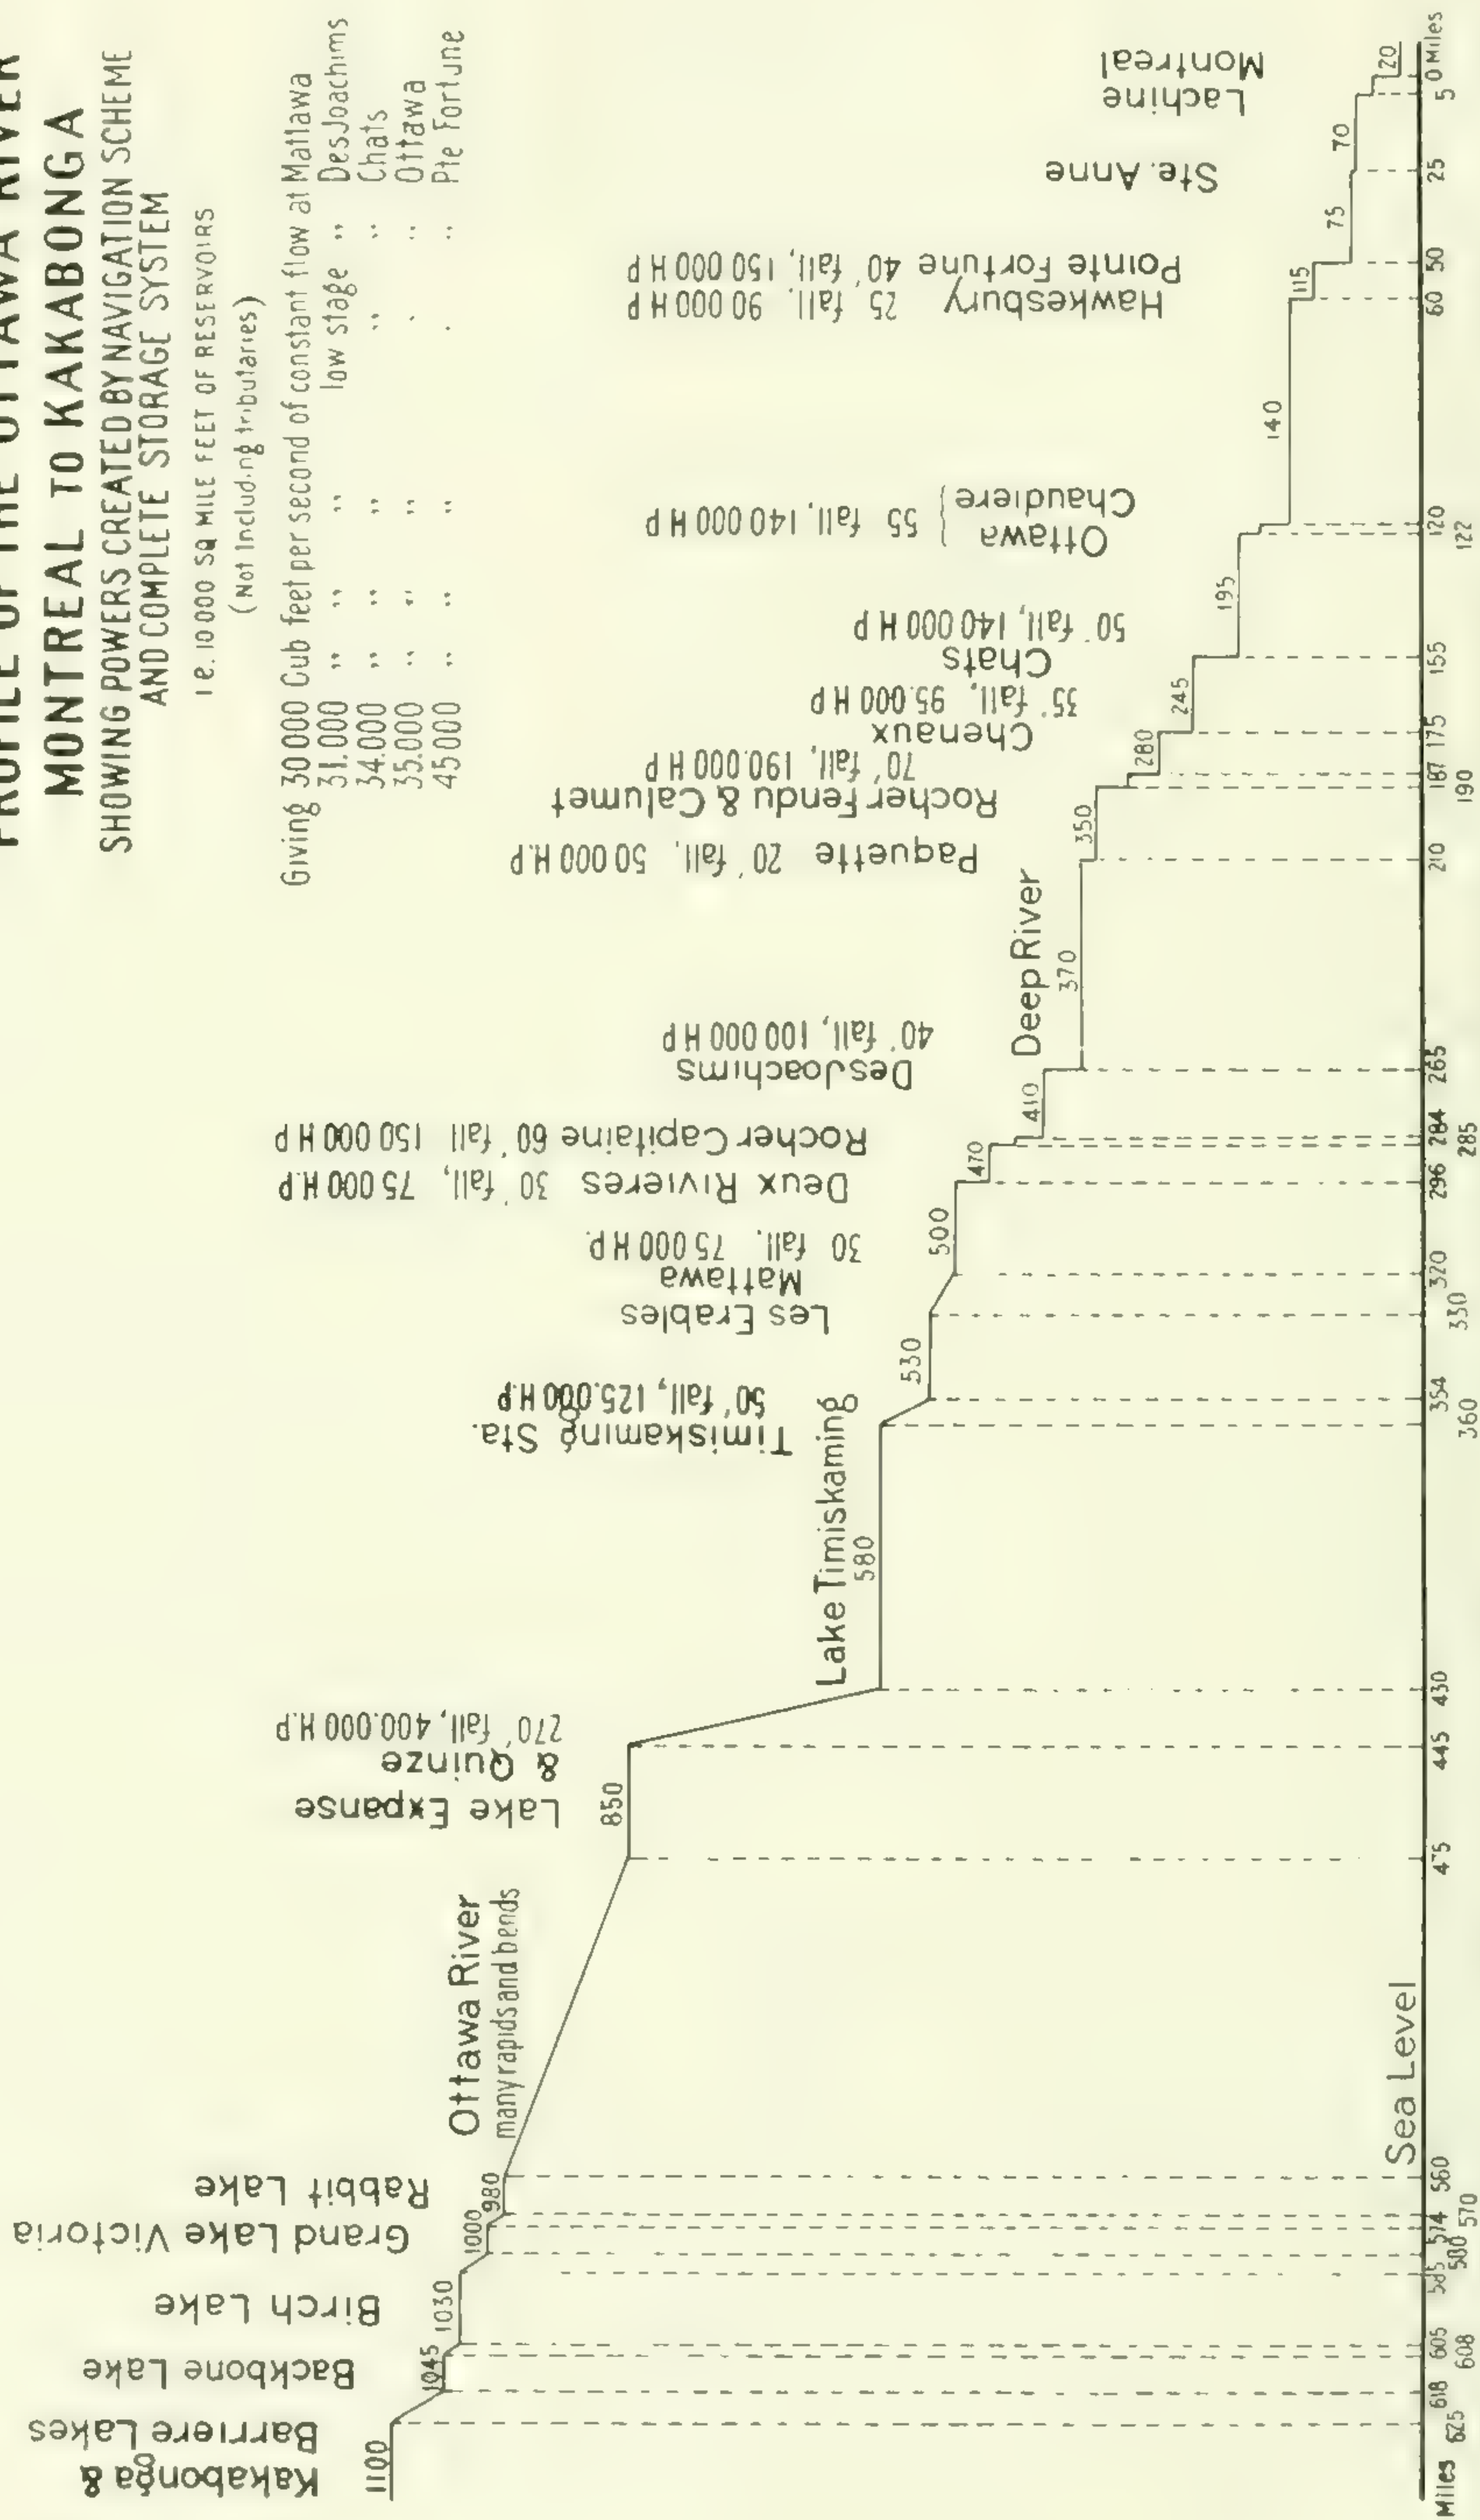 PROFILE OF THE OTTAWA RIVER
MONTREAL TO KAKABONGA
SHOWING POWERS CREATED BY NAVIGATION SCHEME
AND COMPLETE STORAGE SYSTEM
i e. 10 000 SQ MILE FEET OF RESERVOIRS
(Not Including tributaries)
Giving 30 000 Cub feet per second of constant flow at Mattawa
31.000 " " " low stage " DesJoachims
34.000 " " " " " Chats
35.000 " " " " " Ottawa
45 000 " " " " " Pte Fortune
Kakabonga &
Barriere Lakes
Backbone Lake
Birch Lake
Grand Lake Victoria
Rabbit Lake
Ottawa River
many rapids and bends
Lake Expanse
& Quinze
270' fall, 400.000 H.P
Lake Timiskaming
Timiskaming Sta.
50' fall, 125.000 H.P
Les Erables
Mattawa
30 fall. 75 000 H.P.
Deux Rivieres 30' fall, 75 000 H.P
Rocher Capitaine 60' fall 150 000 H P
DesJoachims
40' fall, 100 000 H P
Deep River
Paquette 20' fall. 50 000 H.P
Rocher Fendu & Calumet
70' fall, 190.000 H P
Chenaux
35' fall, 95.000 H P
Chats
50' fall, 140 000 H P
Ottawa
Chaudiere } 55 fall, 140 000 H P
Hawkesbury 25 fall. 90 000 H P
Pointe Fortune 40' fall, 150 000 H P
Ste. Anne
Lachine
Montreal
1100
1045
1030
1000
980
850
580
530
500
470
410
370
350
280
245
195
140
115
75
70
20
Sea Level
Miles 625 618 608 605 585 580 574 570 560 445 430 360 354 330 320 296 285 284 265 210 190 187 175 155 122 120 60 50 25 5 0 Miles